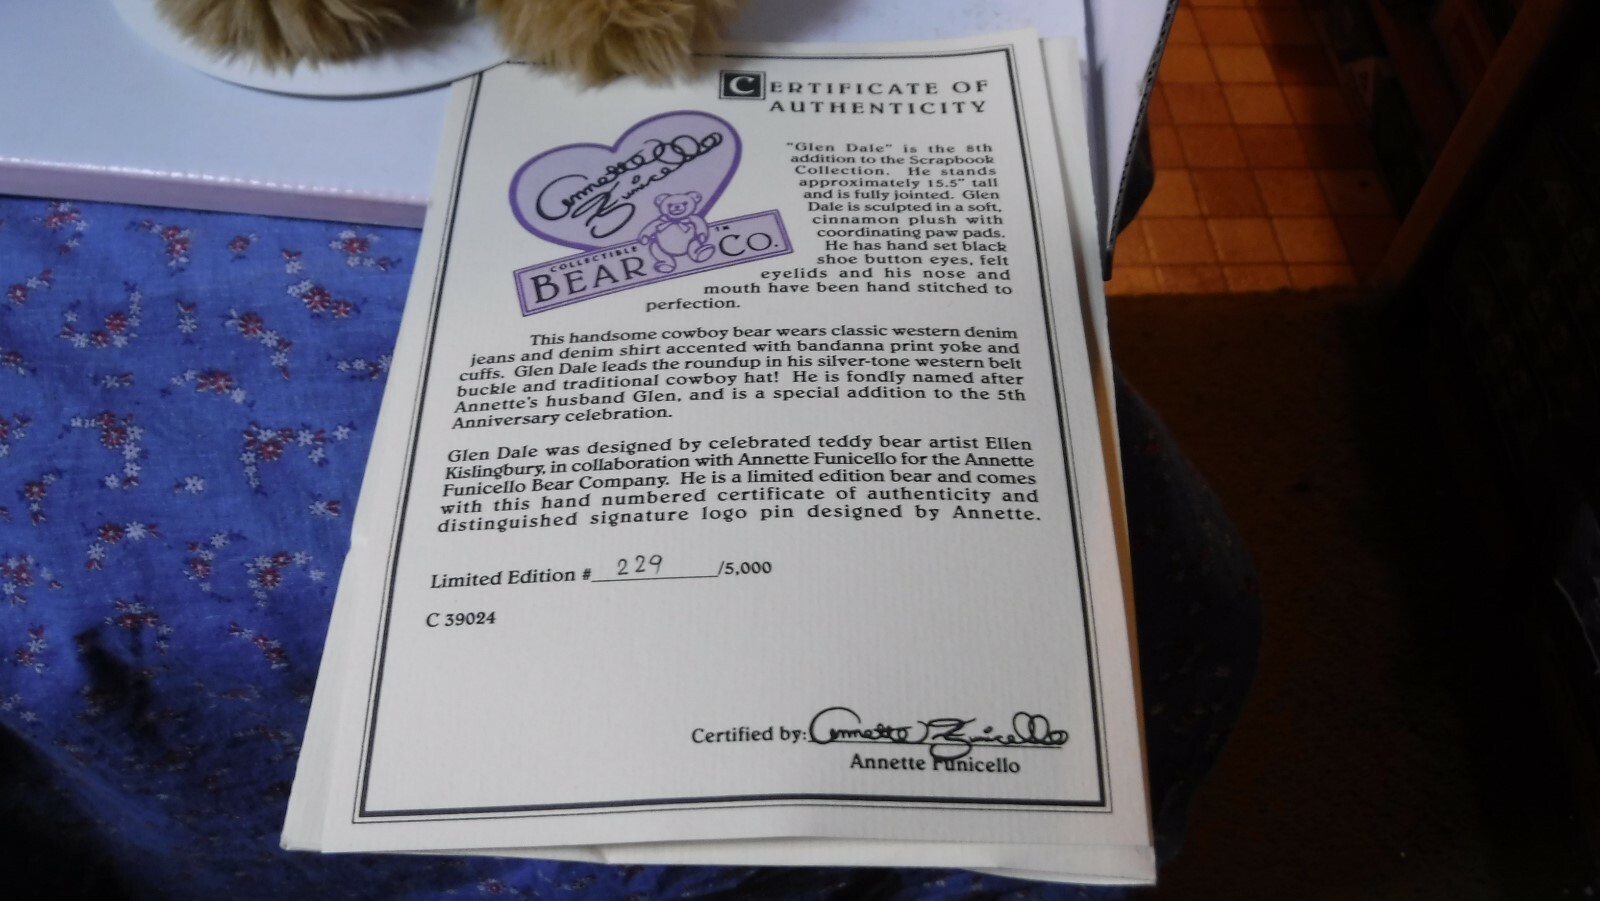 CERTIFICATE OF
AUTHENTICITY
Annette Funicello
COLLECTIBLE
BEAR CO.™
"Glen Dale" is the 8th
addition to the Scrapbook
Collection. He stands
approximately 15.5" tall
and is fully jointed. Glen
Dale is sculpted in a soft,
cinnamon plush with
coordinating paw pads.
He has hand set black
shoe button eyes, felt
eyelids and his nose and
mouth have been hand stitched to
perfection.
This handsome cowboy bear wears classic western denim
jeans and denim shirt accented with bandanna print yoke and
cuffs. Glen Dale leads the roundup in his silver-tone western belt
buckle and traditional cowboy hat! He is fondly named after
Annette's husband Glen, and is a special addition to the 5th
Anniversary celebration.
Glen Dale was designed by celebrated teddy bear artist Ellen
Kislingbury, in collaboration with Annette Funicello for the Annette
Funicello Bear Company. He is a limited edition bear and comes
with this hand numbered certificate of authenticity and
distinguished signature logo pin designed by Annette.
Limited Edition # 229 /5,000
C 39024
Certified by: Annette Funicello
Annette Funicello